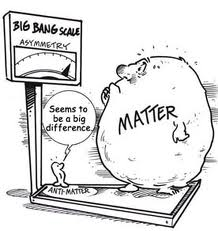 BIG BANG SCALE
ASYMMETRY
Seems
to be a big
difference.
MATTER
ANTI-MATTER